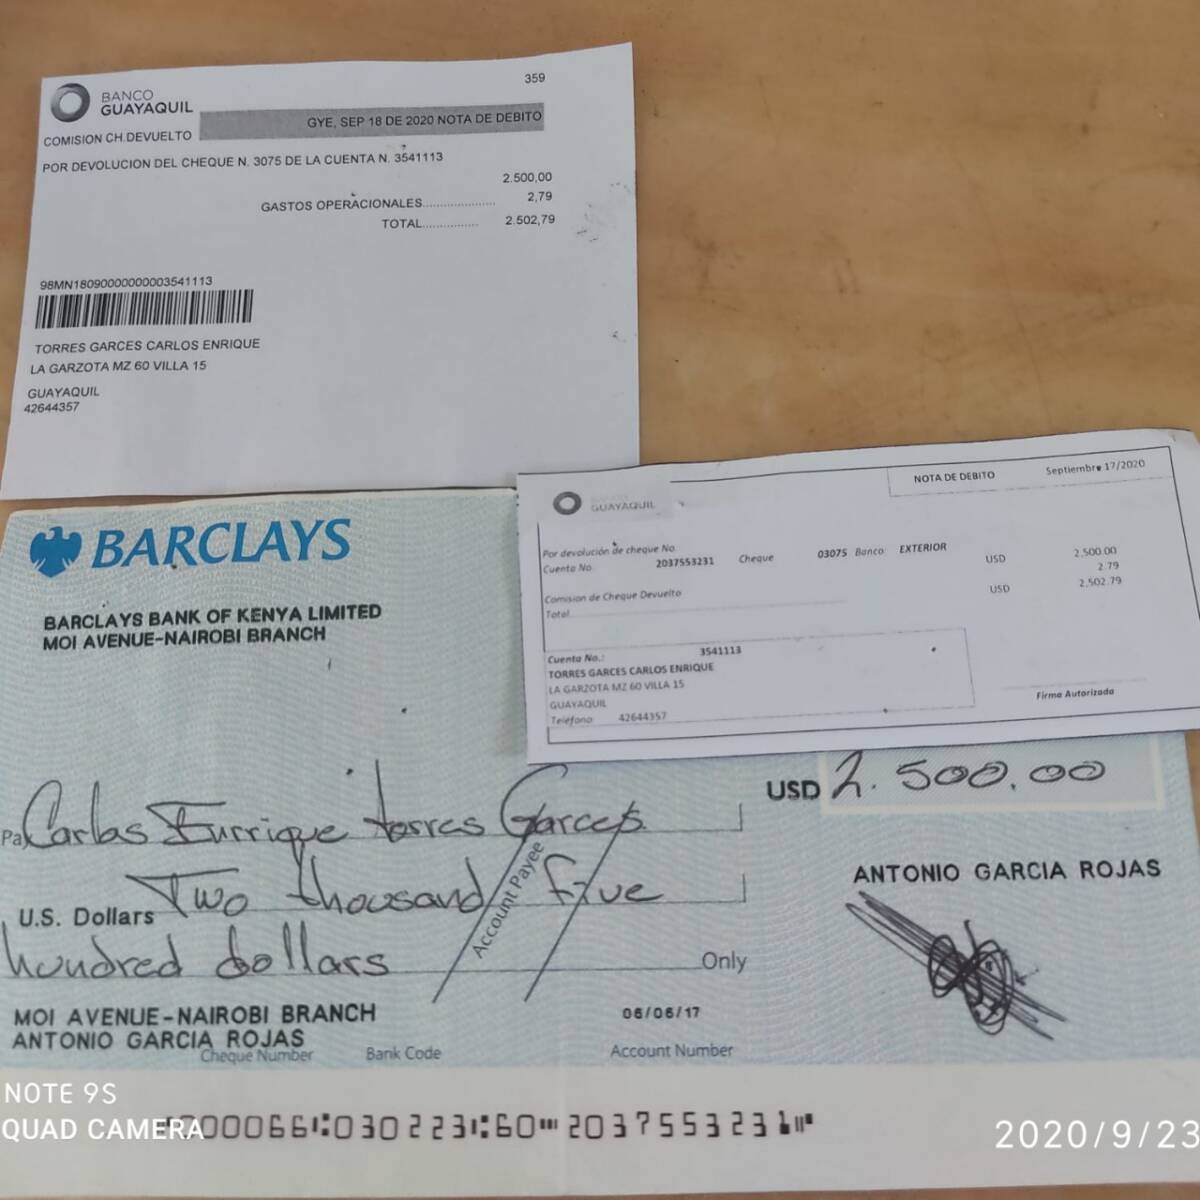 359
BANCO
GUAYAQUIL
GYE, SEP 18 DE 2020 NOTA DE DEBITO
COMISION CH.DEVUELTO
POR DEVOLUCION DEL CHEQUE N. 3075 DE LA CUENTA N. 3541113
2.500,00
GASTOS OPERACIONALES.................... 2,79
TOTAL................ 2.502,79
98MN18090000000003541113
TORRES GARCES CARLOS ENRIQUE
LA GARZOTA MZ 60 VILLA 15
GUAYAQUIL
42644357
NOTA DE DEBITO Septiembre 17/2020
GUAYAQUIL
Por devolución de cheque No.
Cuenta No. 2037553231 Cheque 03075 Banco EXTERIOR USD 2,500.00
2.79
Comision de Cheque Devuelto USD 2,502.79
Total
Cuenta No.: 3541113
TORRES GARCES CARLOS ENRIQUE
LA GARZOTA MZ 60 VILLA 15
GUAYAQUIL
Teléfono 42644357
Firma Autorizada
BARCLAYS
BARCLAYS BANK OF KENYA LIMITED
MOI AVENUE-NAIROBI BRANCH
USD 2.500.00
Pa Carlos Enrrique torres Garces
ANTONIO GARCIA ROJAS
U.S. Dollars Two thousand five
hundred dollars Only
Account Payee
MOI AVENUE-NAIROBI BRANCH
ANTONIO GARCIA ROJAS
06/06/17
Cheque Number Bank Code Account Number
NOTE 9S
QUAD CAMERA
000066⑆030223⑆60⑈2037553231⑈
2020/9/23